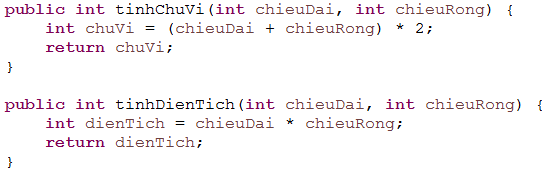 public int tinhChuVi(int chieuDai, int chieuRong) {
    int chuVi = (chieuDai + chieuRong) * 2;
    return chuVi;
}

public int tinhDienTich(int chieuDai, int chieuRong) {
    int dienTich = chieuDai * chieuRong;
    return dienTich;
}